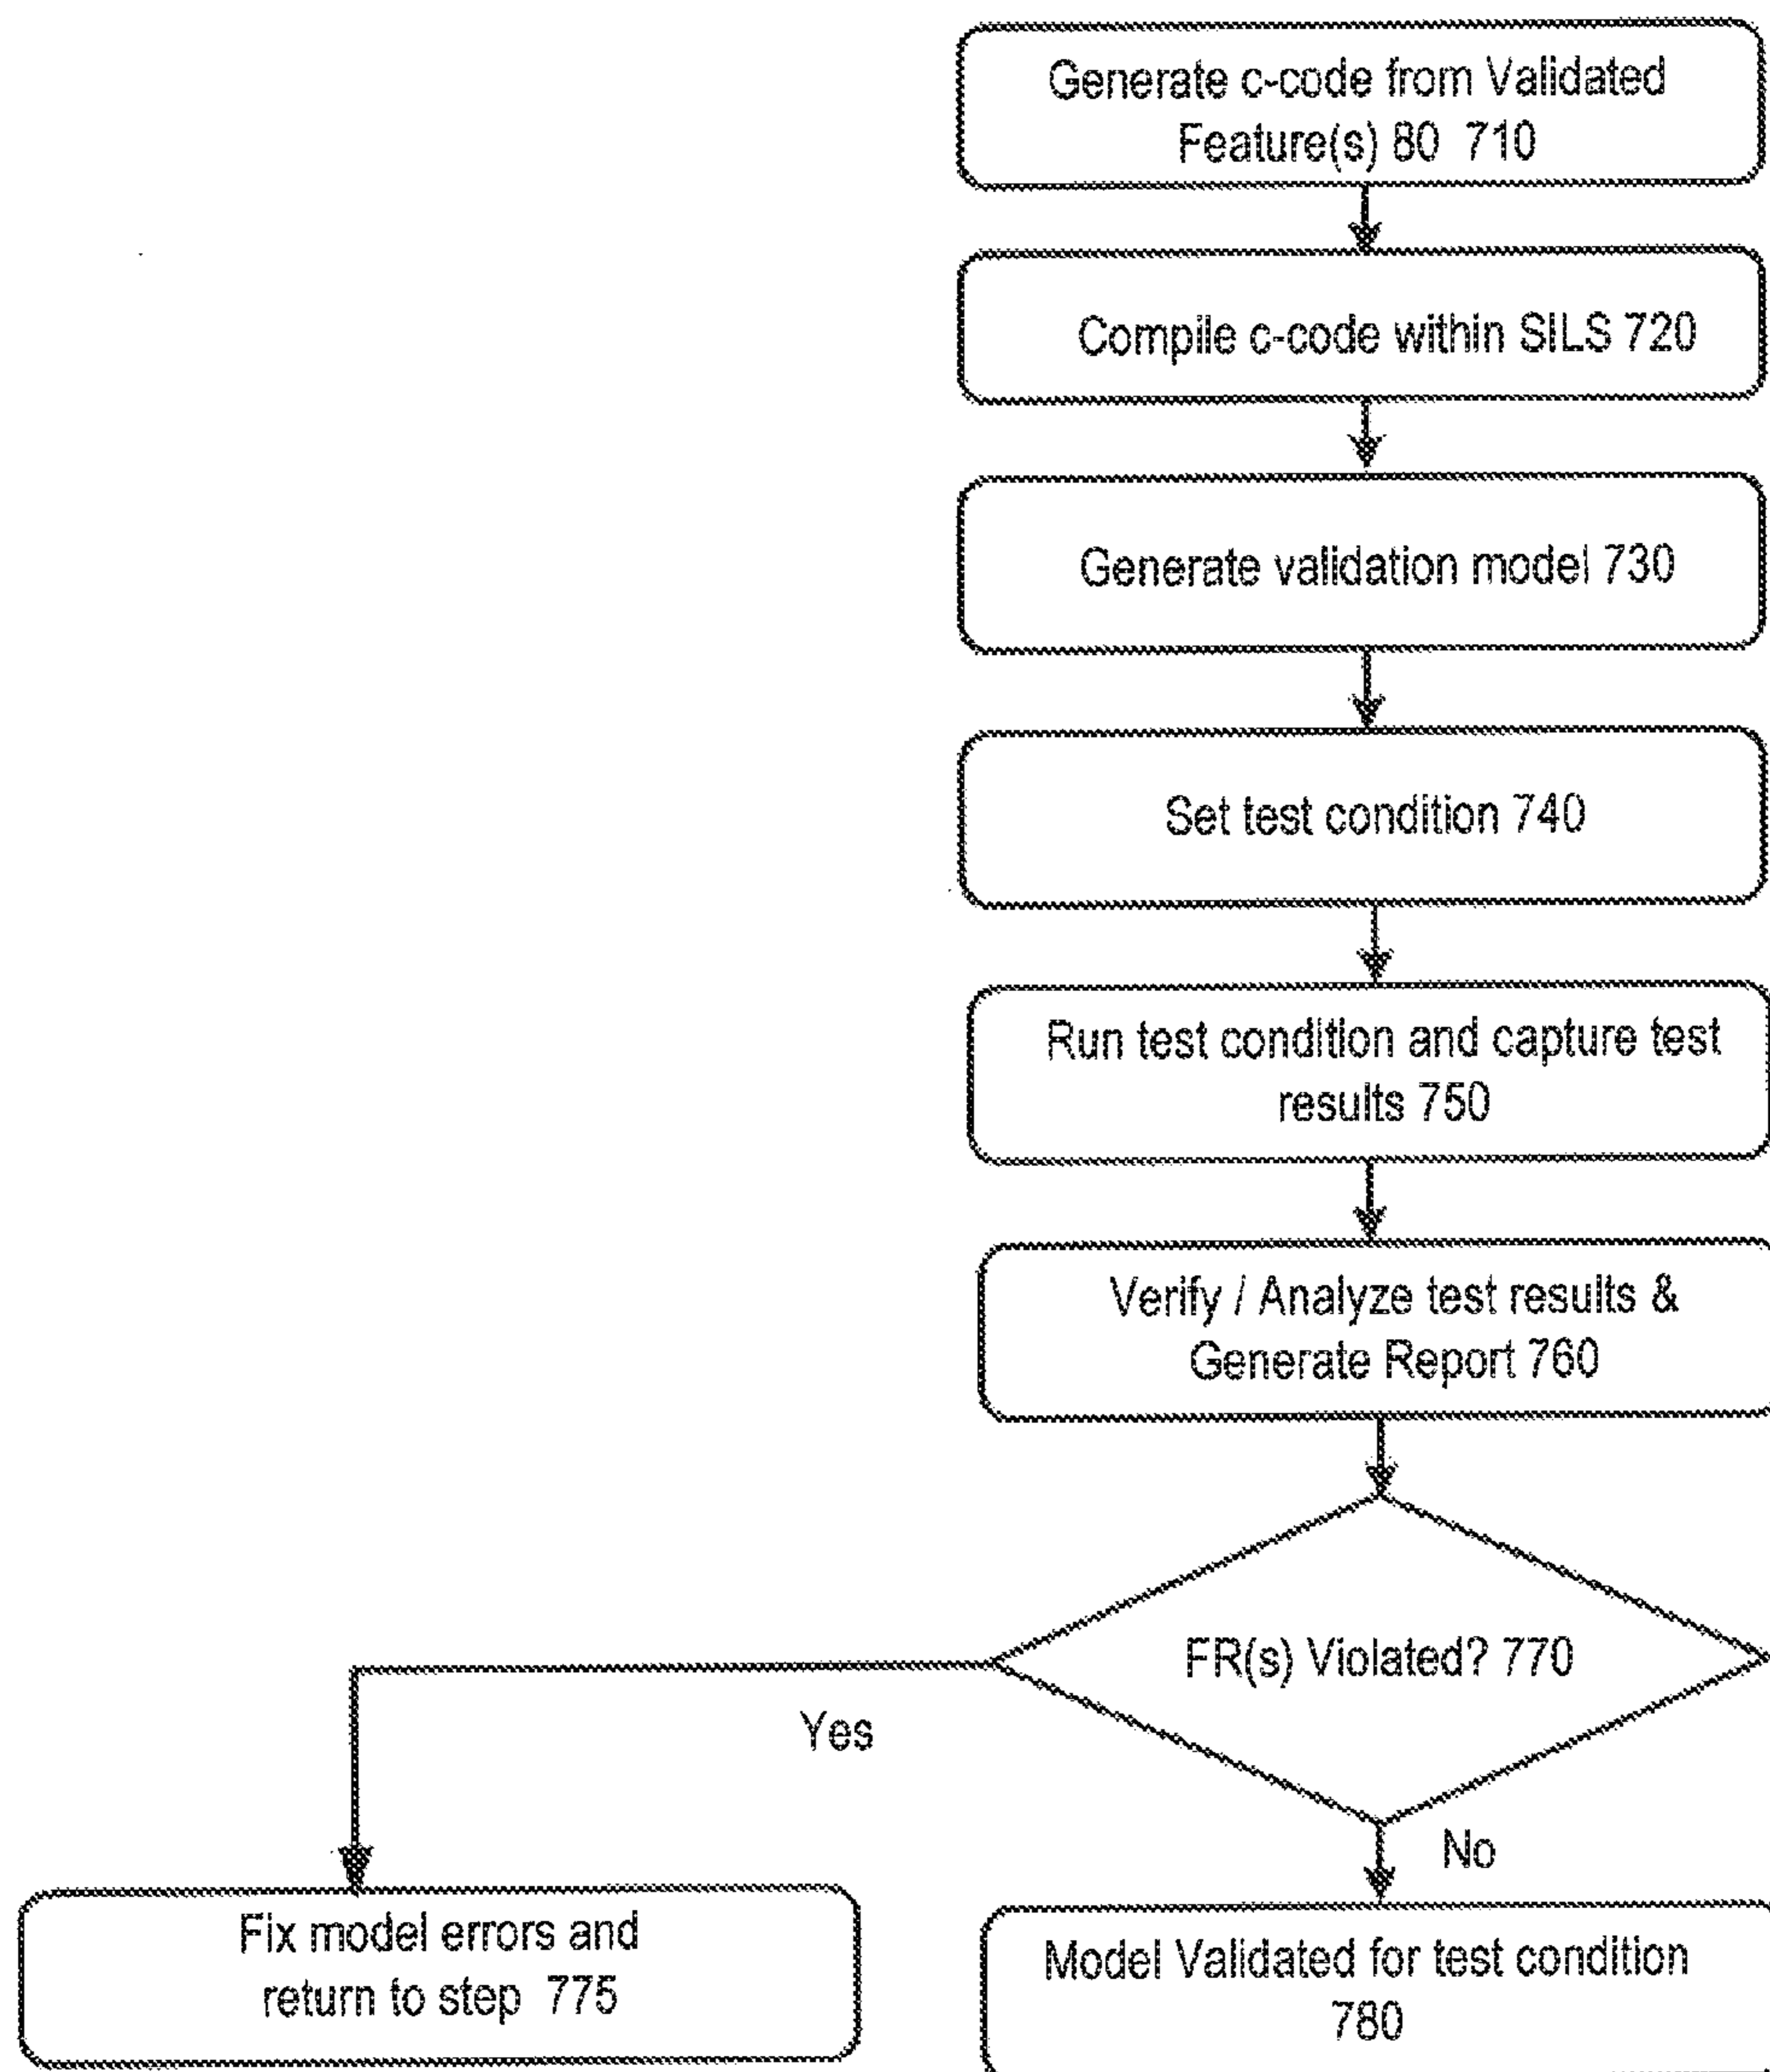 Generate c-code from Validated
Feature(s) 80 710
Compile c-code within SILS 720
Generate validation model 730
Set test condition 740
Run test condition and capture test
results 750
Verify / Analyze test results &
Generate Report 760
FR(s) Violated? 770
Yes
No
Fix model errors and
return to step 775
Model Validated for test condition
780